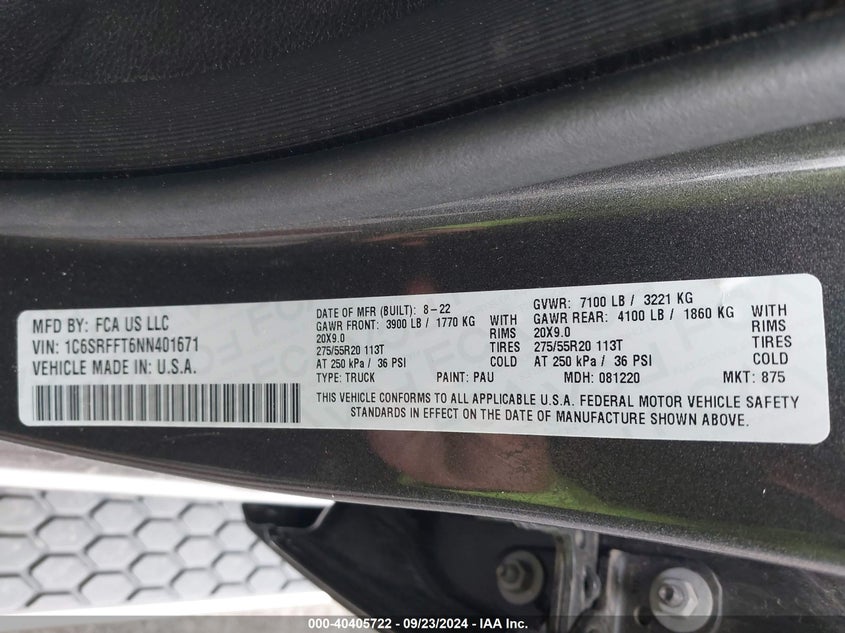 MFD BY: FCA US LLC
VIN: 1C6SRFFT6NN401671
VEHICLE MADE IN: U.S.A.
DATE OF MFR (BUILT): 8-22
GAWR FRONT: 3900 LB / 1770 KG WITH
20X9.0 RIMS
275/55R20 113T TIRES
AT 250 kPa / 36 PSI COLD
GVWR: 7100 LB / 3221 KG
GAWR REAR: 4100 LB / 1860 KG WITH
20X9.0 RIMS
275/55R20 113T TIRES
AT 250 kPa / 36 PSI COLD
TYPE: TRUCK PAINT: PAU MDH: 081220 MKT: 875
THIS VEHICLE CONFORMS TO ALL APPLICABLE U.S.A. FEDERAL MOTOR VEHICLE SAFETY
STANDARDS IN EFFECT ON THE DATE OF MANUFACTURE SHOWN ABOVE.
000-40405722 - 09/23/2024 - IAA Inc.